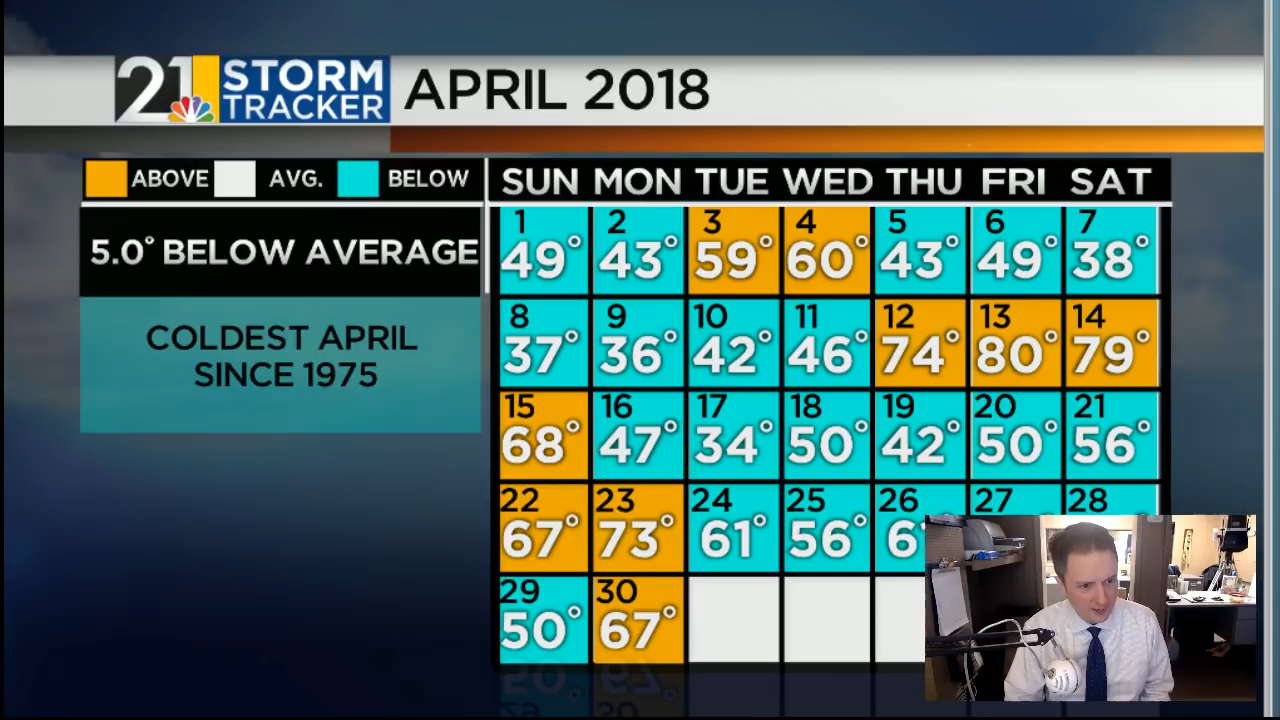 21 STORM TRACKER APRIL 2018
ABOVE AVG. BELOW
5.0° BELOW AVERAGE
COLDEST APRIL
SINCE 1975
SUN MON TUE WED THU FRI SAT
1 2 3 4 5 6 7
49° 43° 59° 60° 43° 49° 38°
8 9 10 11 12 13 14
37° 36° 42° 46° 74° 80° 79°
15 16 17 18 19 20 21
68° 47° 34° 50° 42° 50° 56°
22 23 24 25 26 27 28
67° 73° 61° 56°
29 30
50° 67°